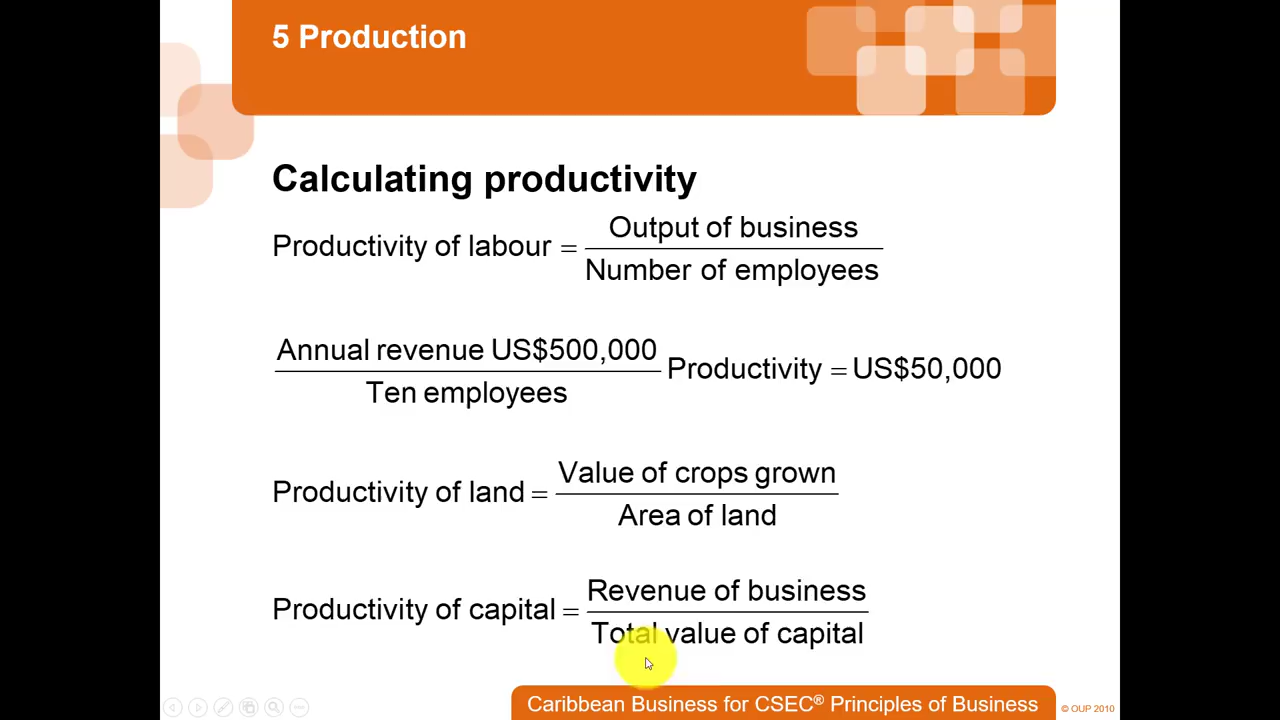 5 Production
Calculating productivity
Productivity of labour = Output of business
Number of employees
Annual revenue US$500,000
Ten employees
Productivity = US$50,000
Productivity of land = Value of crops grown
Area of land
Productivity of capital = Revenue of business
Total value of capital
Caribbean Business for CSEC® Principles of Business
© OUP 2010